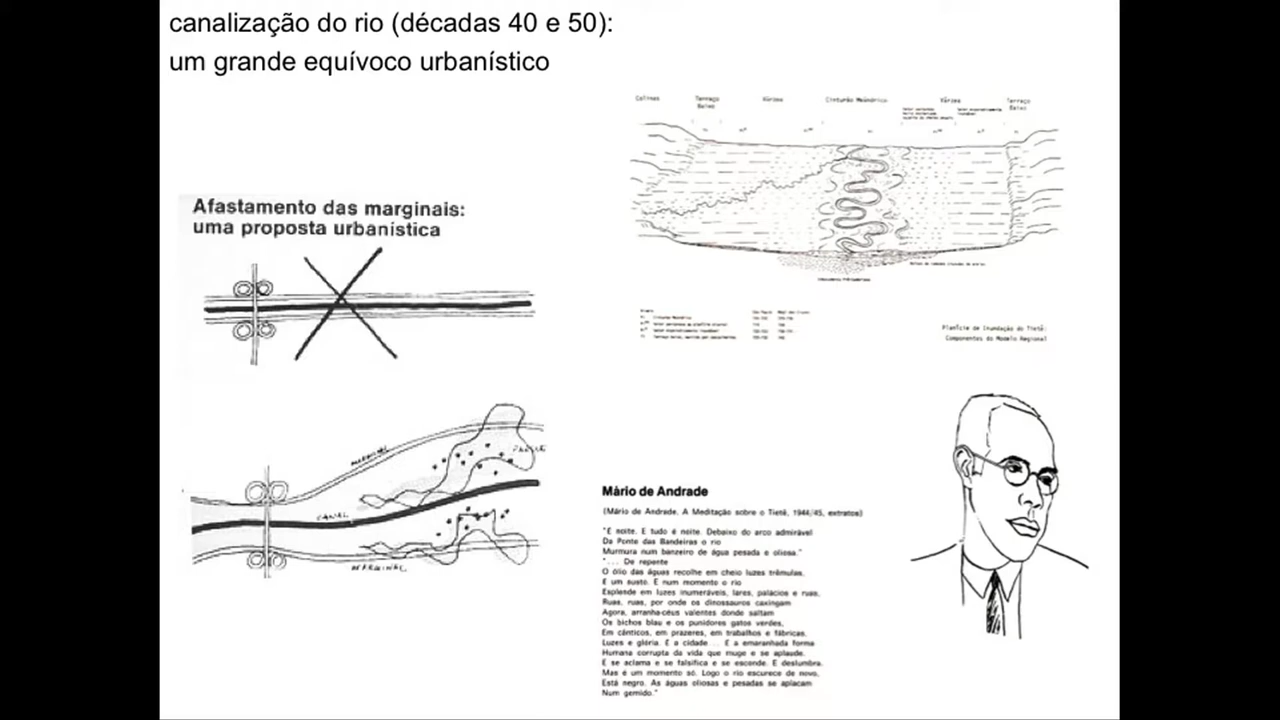 canalização do rio (décadas 40 e 50):
um grande equívoco urbanístico
Afastamento das marginais:
uma proposta urbanística
MARGINAL
PARQUE
CANAL
MARGINAL
Colinas Terraço Baixo Várzea Cinturão Meândrico Várzea Terraço Baixo
Planície de Inundação do Tietê:
Componentes do Modelo Regional
Mário de Andrade
(Mário de Andrade. A Meditação sobre o Tietê, 1944/45, extratos)
"É noite. E tudo é noite. Debaixo do arco admirável
Da Ponte das Bandeiras o rio
Murmura num banzeiro de água pesada e oliosa."
"... De repente
O ólio das águas recolhe em cheio luzes trêmulas,
É um susto. E num momento o rio
Esplende em luzes inumeráveis, lares, palácios e ruas,
Ruas, ruas, por onde os dinossauros caxingam
Agora, arranha-céus valentes donde saltam
Os bichos blau e os punidores gatos verdes,
Em cânticos, em prazeres, em trabalhos e fábricas,
Luzes e glória. É a cidade... É a emaranhada forma
Humana corrupta da vida que muge e se aplaude.
E se aclama e se falsifica e se esconde. E deslumbra.
Mas é um momento só. Logo o rio escurece de novo,
Está negro. As águas oliosas e pesadas se aplacam
Num gemido."